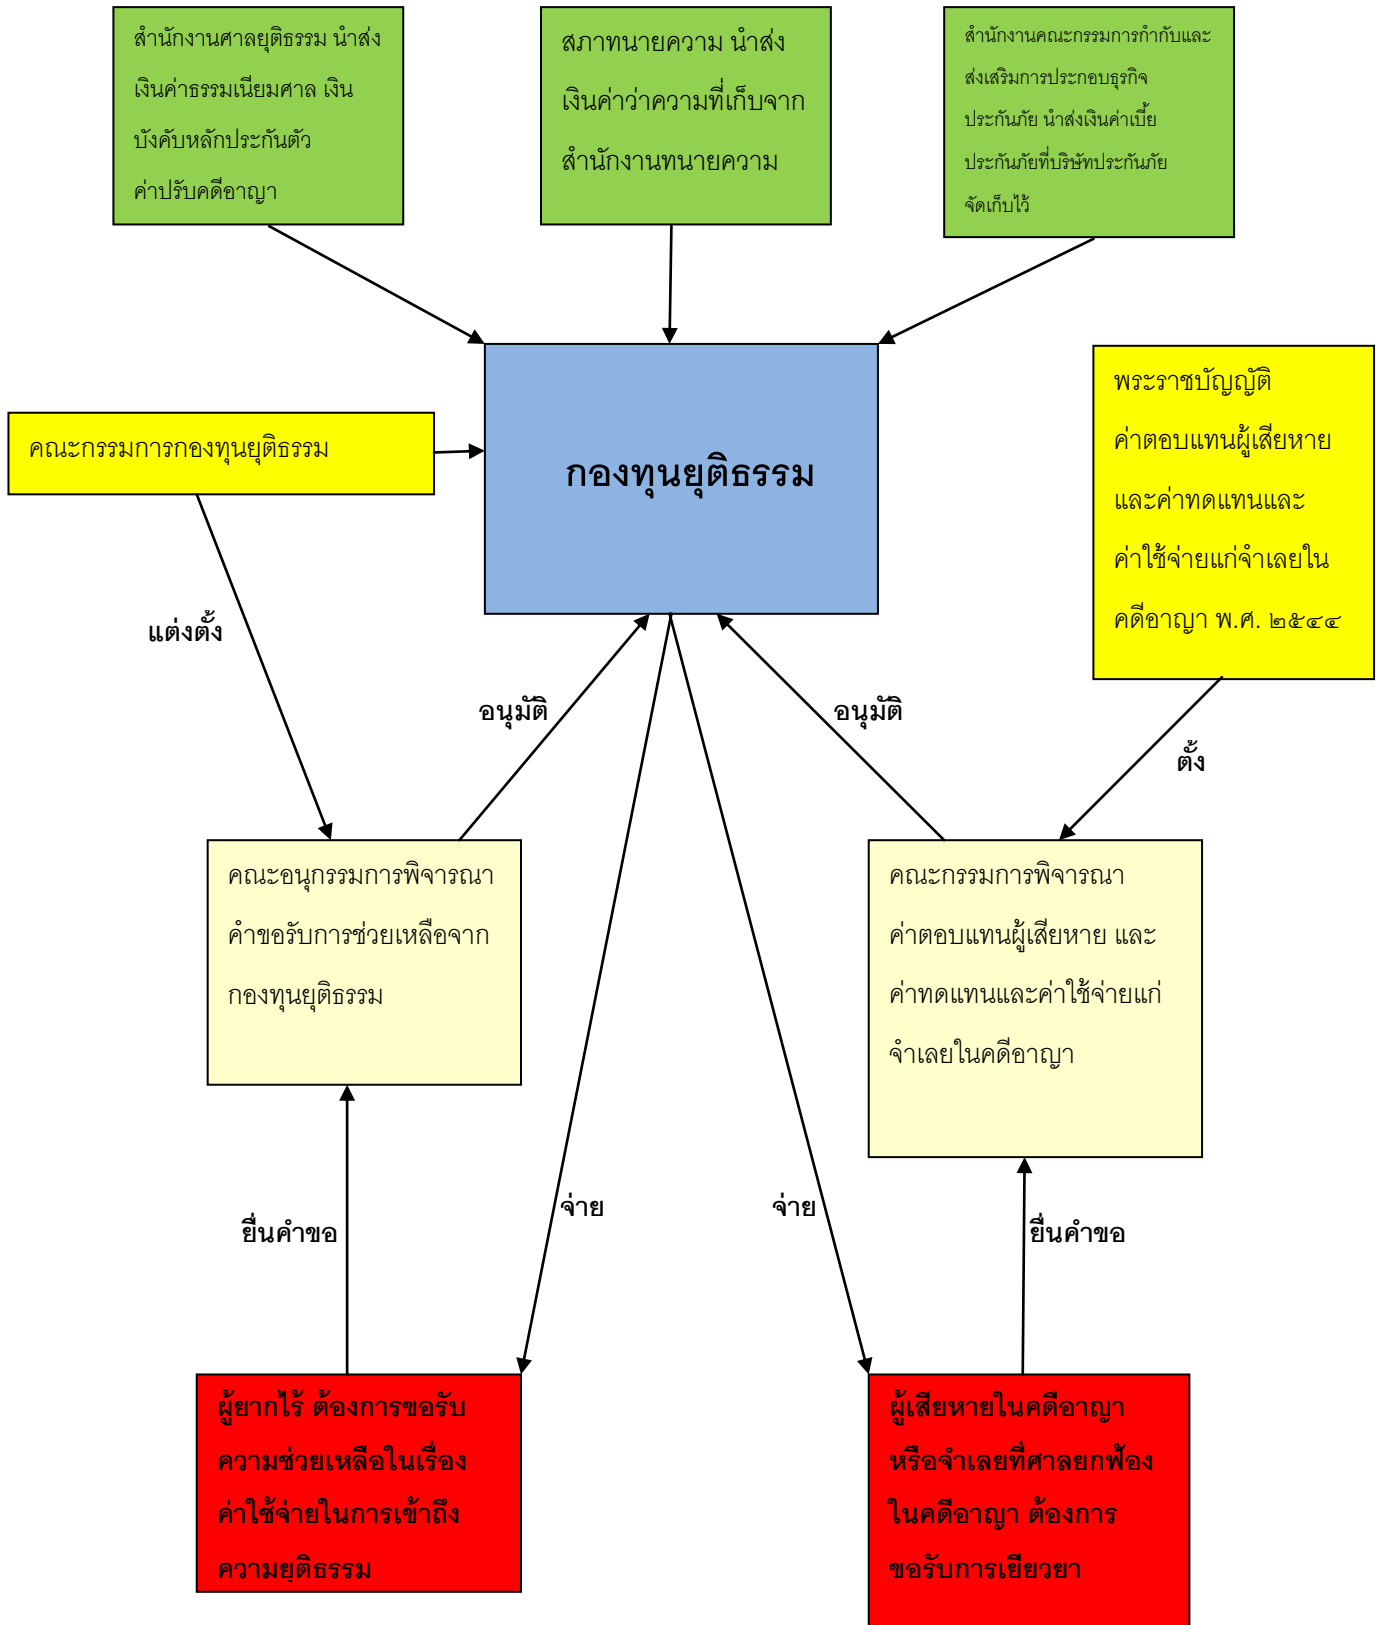 สำนักงานศาลยุติธรรม นำส่ง
เงินค่าธรรมเนียมศาล เงิน
บังคับหลักประกันตัว
ค่าปรับคดีอาญา
สภาทนายความ นำส่ง
เงินค่าว่าความที่เก็บจาก
สำนักงานทนายความ
สำนักงานคณะกรรมการกำกับและ
ส่งเสริมการประกอบธุรกิจ
ประกันภัย นำส่งเงินค่าเบี้ย
ประกันภัยที่บริษัทประกันภัย
จัดเก็บไว้
คณะกรรมการกองทุนยุติธรรม
กองทุนยุติธรรม
พระราชบัญญัติ
ค่าตอบแทนผู้เสียหาย
และค่าทดแทนและ
ค่าใช้จ่ายแก่จำเลยใน
คดีอาญา พ.ศ. ๒๕๔๔
แต่งตั้ง
อนุมัติ
อนุมัติ
ตั้ง
คณะอนุกรรมการพิจารณา
คำขอรับการช่วยเหลือจาก
กองทุนยุติธรรม
คณะกรรมการพิจารณา
ค่าตอบแทนผู้เสียหาย และ
ค่าทดแทนและค่าใช้จ่ายแก่
จำเลยในคดีอาญา
ยื่นคำขอ
จ่าย
จ่าย
ยื่นคำขอ
ผู้ยากไร้ ต้องการขอรับ
ความช่วยเหลือในเรื่อง
ค่าใช้จ่ายในการเข้าถึง
ความยุติธรรม
ผู้เสียหายในคดีอาญา
หรือจำเลยที่ศาลยกฟ้อง
ในคดีอาญา ต้องการ
ขอรับการเยียวยา